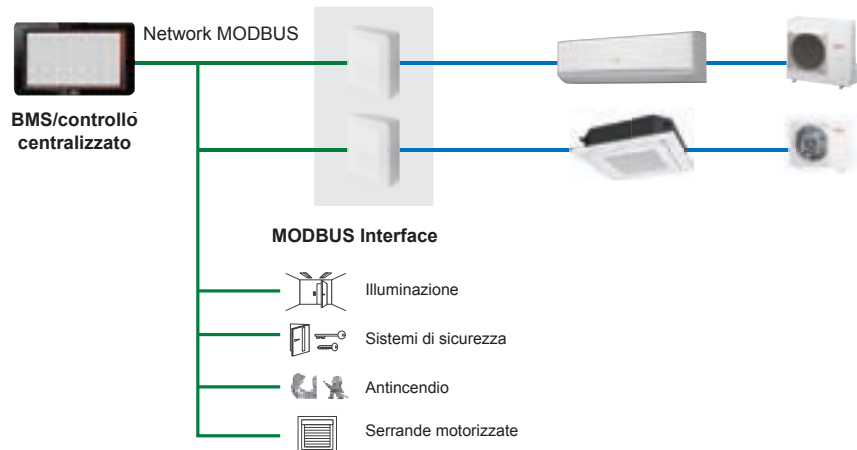 Network MODBUS
BMS/controllo
centralizzato
MODBUS Interface
Illuminazione
Sistemi di sicurezza
Antincendio
Serrande motorizzate